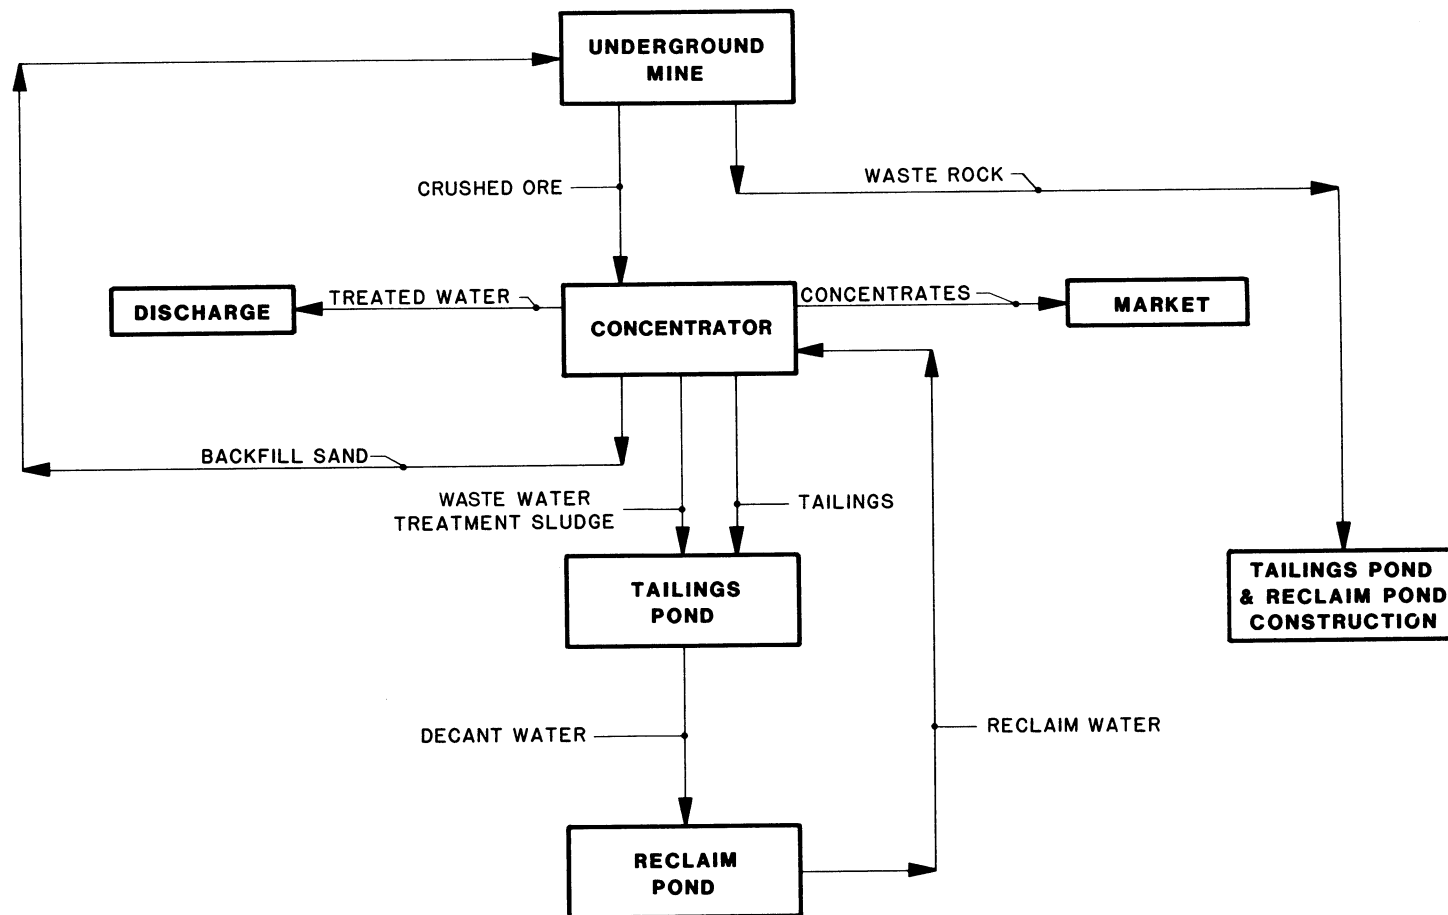 UNDERGROUND
MINE
CRUSHED ORE
WASTE ROCK
DISCHARGE
TREATED WATER
CONCENTRATOR
CONCENTRATES
MARKET
BACKFILL SAND
WASTE WATER
TREATMENT SLUDGE
TAILINGS
TAILINGS
POND
TAILINGS POND
& RECLAIM POND
CONSTRUCTION
DECANT WATER
RECLAIM WATER
RECLAIM
POND